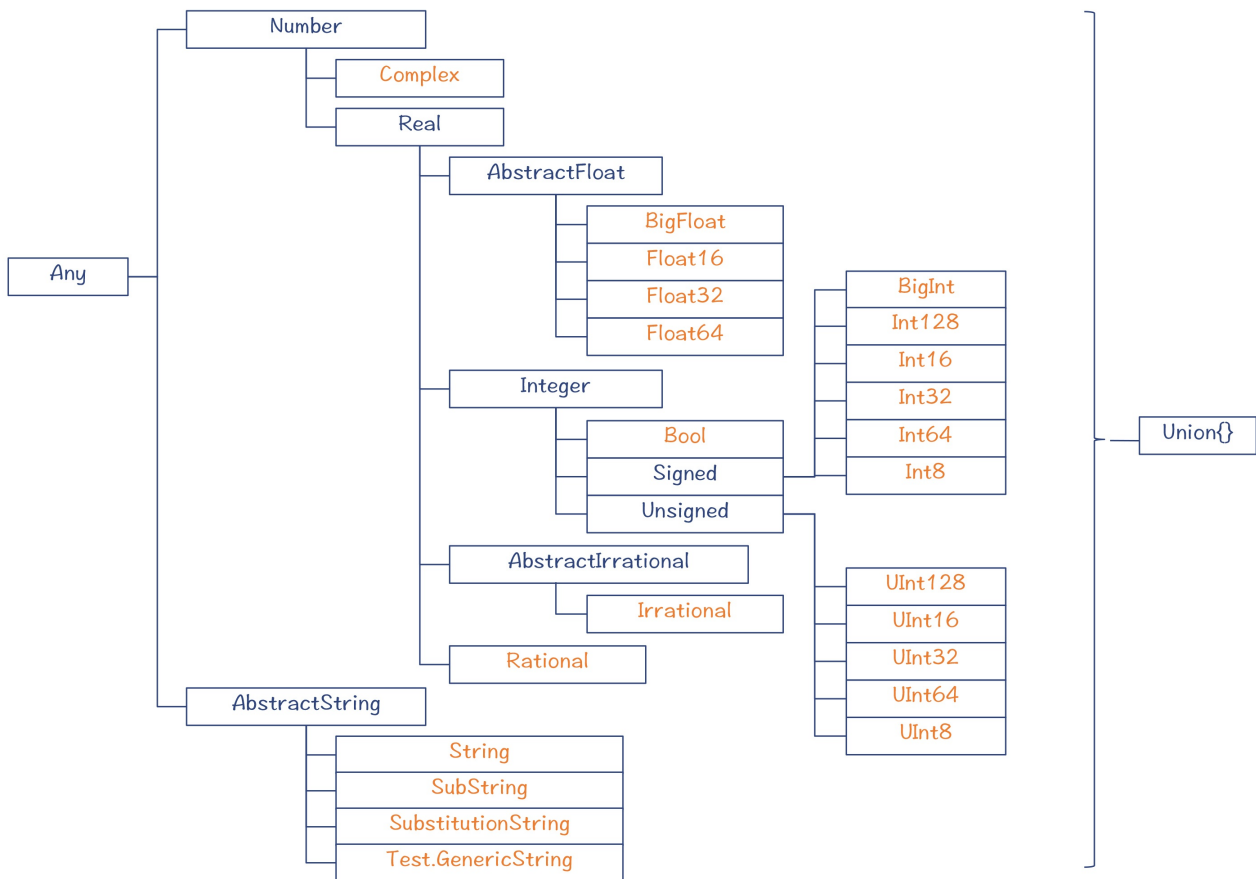 Number
Complex
Real
AbstractFloat
BigFloat
Float16
Float32
Float64
Any
BigInt
Int128
Int16
Int32
Int64
Int8
Integer
Bool
Signed
Unsigned
Union{}
AbstractIrrational
Irrational
Rational
UInt128
UInt16
UInt32
UInt64
UInt8
AbstractString
String
SubString
SubstitutionString
Test.GenericString